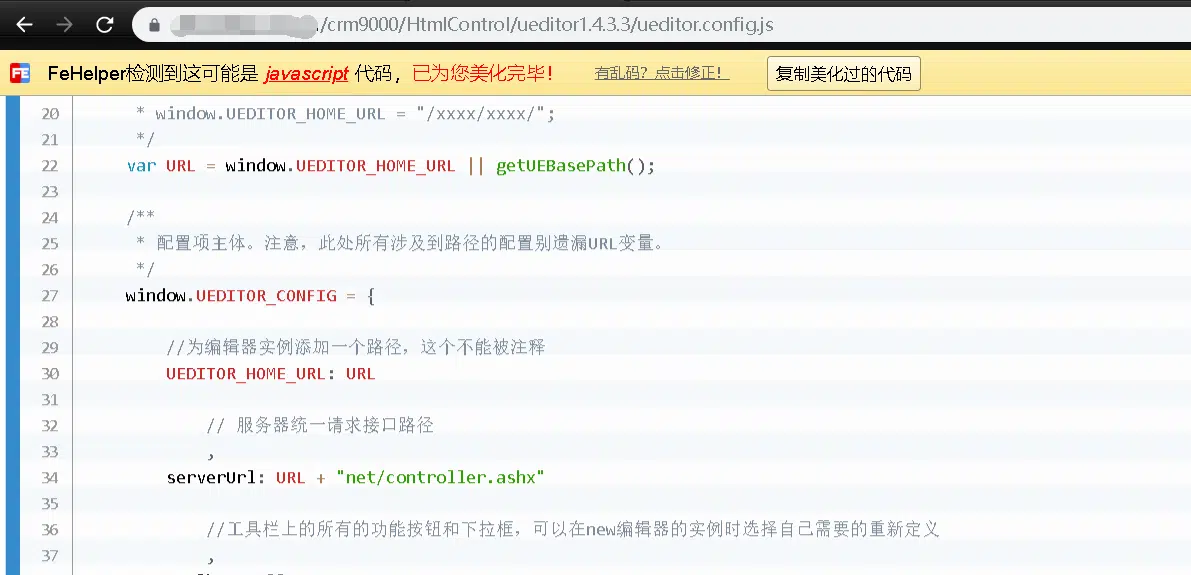 ./crm9000/HtmlControl/ueditor1.4.3.3/ueditor.config.js
FeHelper检测到这可能是 javascript 代码，已为您美化完毕！ 有乱码？点击修正！ 复制美化过的代码
20 * window.UEDITOR_HOME_URL = "/xxxx/xxxx/";
21 */
22 var URL = window.UEDITOR_HOME_URL || getUEBasePath();
23
24 /**
25 * 配置项主体。注意，此处所有涉及到路径的配置别遗漏URL变量。
26 */
27 window.UEDITOR_CONFIG = {
28
29 //为编辑器实例添加一个路径，这个不能被注释
30 UEDITOR_HOME_URL: URL
31
32 // 服务器统一请求接口路径
33 ,
34 serverUrl: URL + "net/controller.ashx"
35
36 //工具栏上的所有的功能按钮和下拉框，可以在new编辑器的实例时选择自己需要的重新定义
37 ,